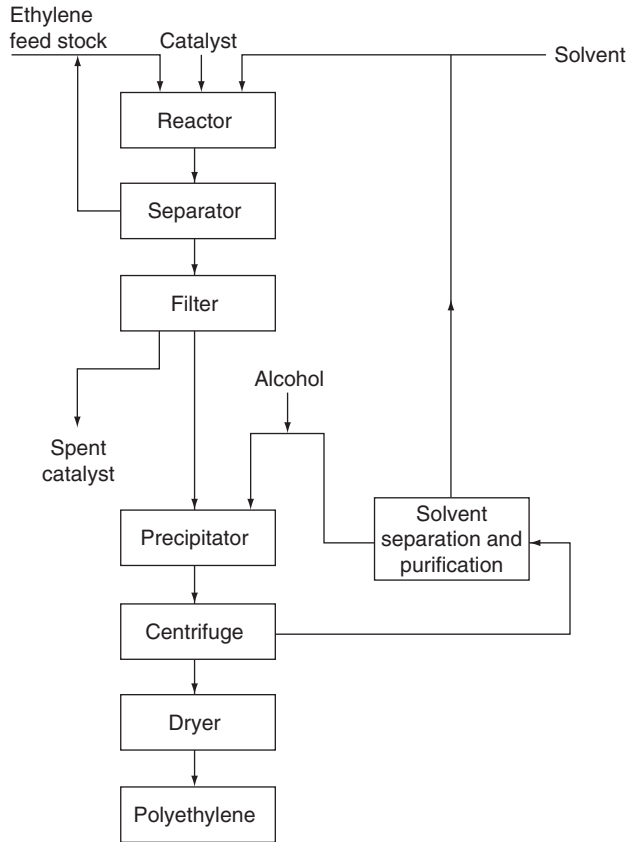 Ethylene
feed stock
Catalyst
Solvent
Reactor
Separator
Filter
Alcohol
Spent
catalyst
Solvent
separation and
purification
Precipitator
Centrifuge
Dryer
Polyethylene